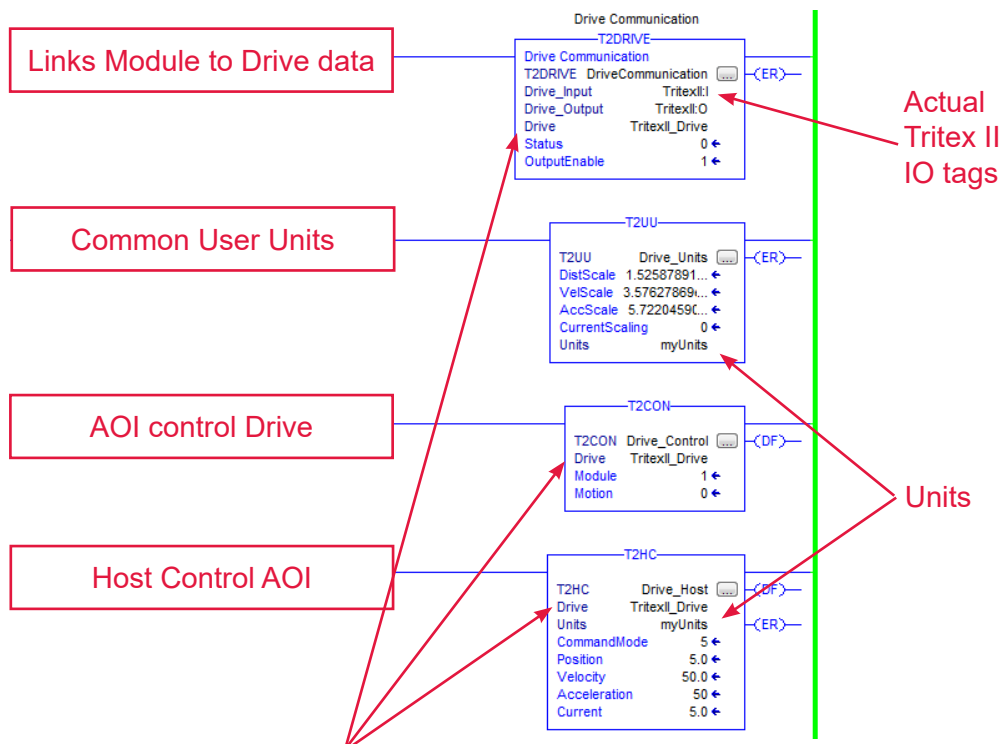 Drive Communication
Links Module to Drive data
T2DRIVE
Drive Communication
T2DRIVE DriveCommunication ...
(ER)
Drive_Input TritexII:I
Drive_Output TritexII:O
Drive TritexII_Drive
Status 0
OutputEnable 1
Actual
Tritex II
IO tags
Common User Units
T2UU
T2UU Drive_Units ...
(ER)
DistScale 1.52587891...
VelScale 3.57627869...
AccScale 5.7220459...
CurrentScaling 0
Units myUnits
AOI control Drive
T2CON
T2CON Drive_Control ...
(DF)
Drive TritexII_Drive
Module 1
Motion 0
Units
Host Control AOI
T2HC
T2HC Drive_Host ...
(DF)
Drive TritexII_Drive
Units myUnits
(ER)
CommandMode 5
Position 5.0
Velocity 50.0
Acceleration 50
Current 5.0